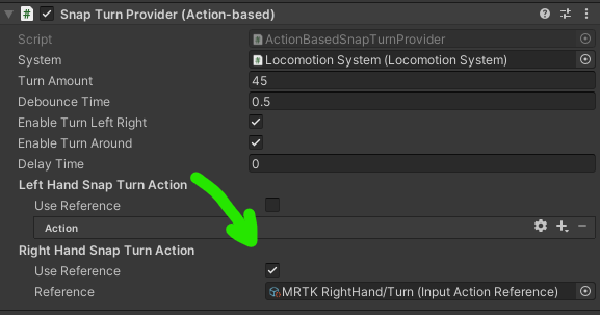 Snap Turn Provider (Action-based)
Script ActionBasedSnapTurnProvider
System Locomotion System (Locomotion System)
Turn Amount 45
Debounce Time 0.5
Enable Turn Left Right
Enable Turn Around
Delay Time 0
Left Hand Snap Turn Action
Use Reference
Action
Right Hand Snap Turn Action
Use Reference
Reference MRTK RightHand/Turn (Input Action Reference)